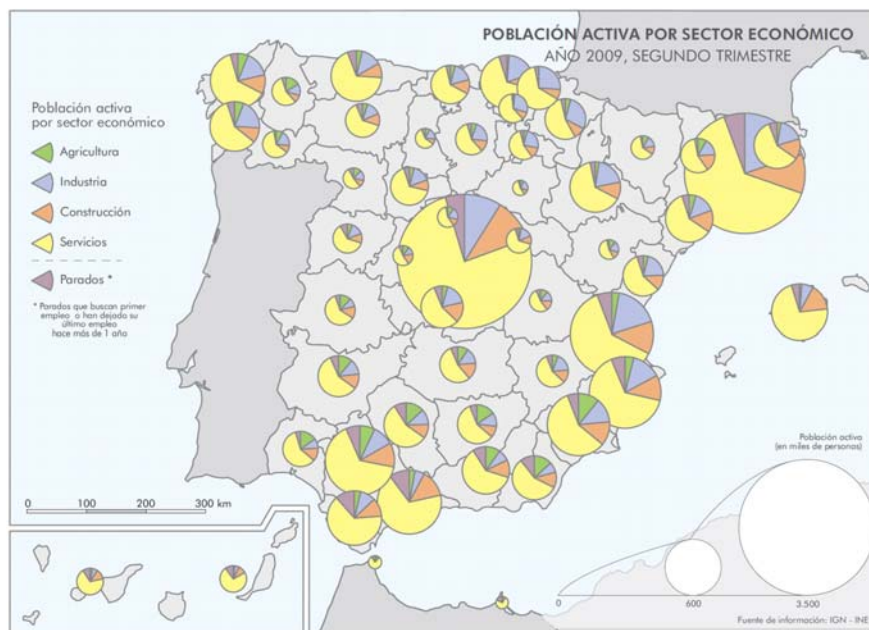 POBLACIÓN ACTIVA POR SECTOR ECONÓMICO
AÑO 2009, SEGUNDO TRIMESTRE
Población activa
por sector económico
Agricultura
Industria
Construcción
Servicios
Parados *
* Parados que buscan primer
empleo o han dejado su
último empleo
hace más de 1 año
0 100 200 300 km
Población activa
(en miles de personas)
0 600 3.500
Fuente de información: IGN - INE